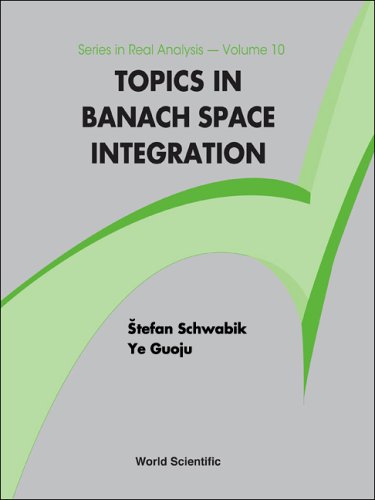 Series in Real Analysis — Volume 10
TOPICS IN
BANACH SPACE
INTEGRATION
Štefan Schwabik
Ye Guoju
World Scientific